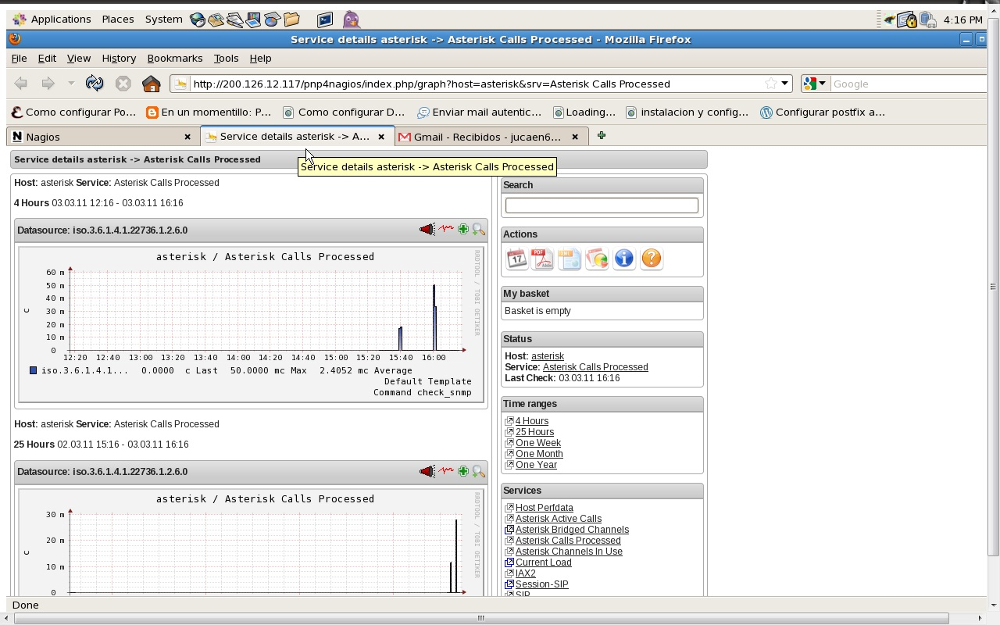 Applications Places System 4:16 PM
Service details asterisk -> Asterisk Calls Processed - Mozilla Firefox
File Edit View History Bookmarks Tools Help
http://200.126.12.117/pnp4nagios/index.php/graph?host=asterisk&srv=Asterisk Calls Processed Google
Como configurar Po... En un momentillo: P... Como configurar D... Enviar mail autentic... Loading... instalacion y config... Configurar postfix a...
Nagios Service details asterisk -> A... Gmail - Recibidos - jucaen6...
Service details asterisk -> Asterisk Calls Processed
Service details asterisk -> Asterisk Calls Processed
Host: asterisk Service: Asterisk Calls Processed
4 Hours 03.03.11 12:16 - 03.03.11 16:16
Datasource: iso.3.6.1.4.1.22736.1.2.6.0
asterisk / Asterisk Calls Processed
RRDTOOL / TOBI OETIKER
60 m
50 m
40 m
30 m
20 m
10 m
0
c
12:20 12:40 13:00 13:20 13:40 14:00 14:20 14:40 15:00 15:20 15:40 16:00
iso.3.6.1.4.1... 0.0000 c Last 50.0000 mc Max 2.4052 mc Average
Default Template
Command check_snmp
Host: asterisk Service: Asterisk Calls Processed
25 Hours 02.03.11 15:16 - 03.03.11 16:16
Datasource: iso.3.6.1.4.1.22736.1.2.6.0
asterisk / Asterisk Calls Processed
RRDTOOL / TOBI OETIKER
30 m
20 m
10 m
0
c
Search
Actions
17 PDF Adobe XML
My basket
Basket is empty
Status
Host: asterisk
Service: Asterisk Calls Processed
Last Check: 03.03.11 16:16
Time ranges
4 Hours
25 Hours
One Week
One Month
One Year
Services
Host Perfdata
Asterisk Active Calls
Asterisk Bridged Channels
Asterisk Calls Processed
Asterisk Channels In Use
Current Load
IAX2
Session-SIP
SIP
Done